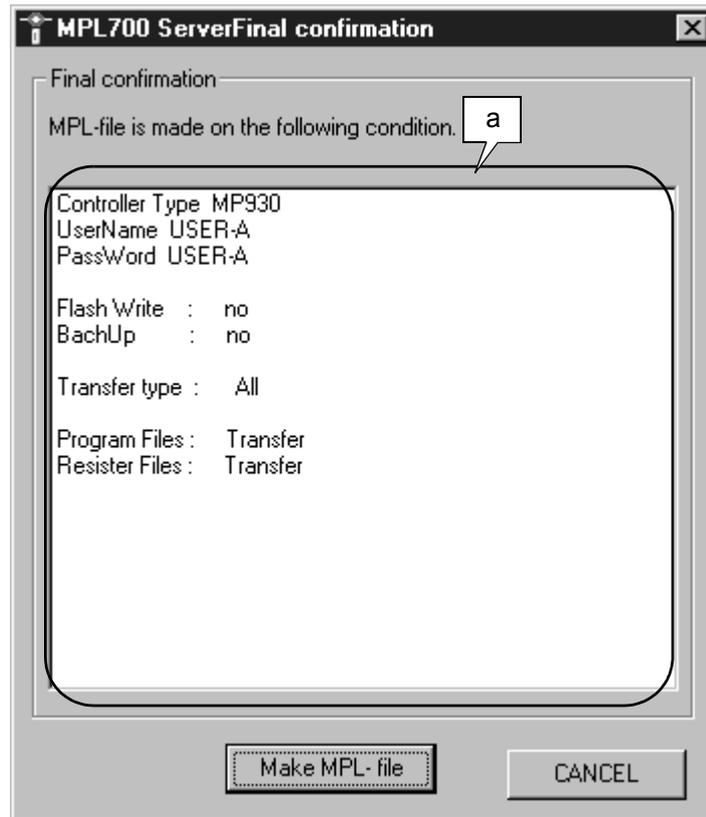 MPL700 ServerFinal confirmation
Final confirmation
MPL-file is made on the following condition.
a
Controller Type MP930
UserName USER-A
PassWord USER-A
Flash Write : no
BachUp : no
Transfer type : All
Program Files : Transfer
Resister Files : Transfer
Make MPL- file
CANCEL